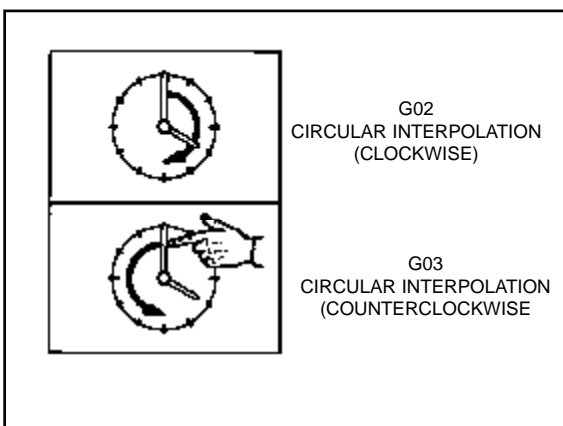 G02
CIRCULAR INTERPOLATION
(CLOCKWISE)
G03
CIRCULAR INTERPOLATION
(COUNTERCLOCKWISE